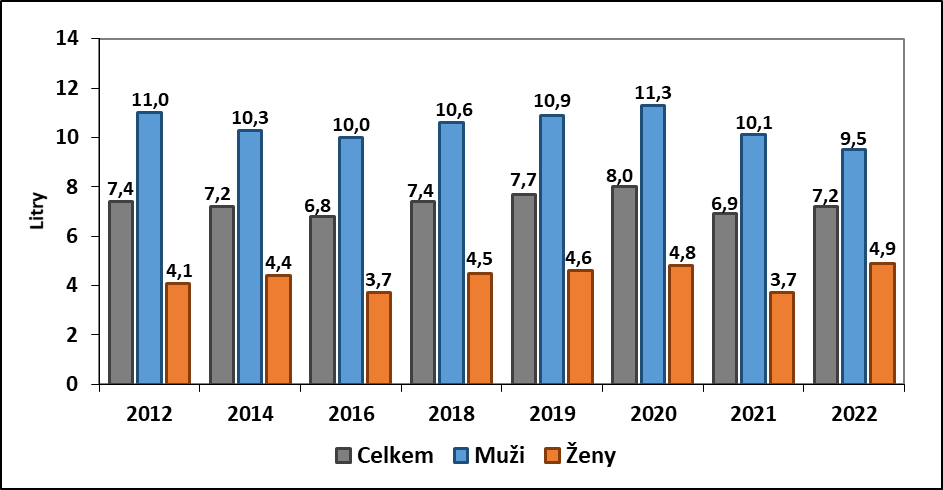 14
12
10
8
6
4
2
0
Litry
7,4 11,0 4,1
7,2 10,3 4,4
6,8 10,0 3,7
7,4 10,6 4,5
7,7 10,9 4,6
8,0 11,3 4,8
6,9 10,1 3,7
7,2 9,5 4,9
2012 2014 2016 2018 2019 2020 2021 2022
Celkem Muži Ženy